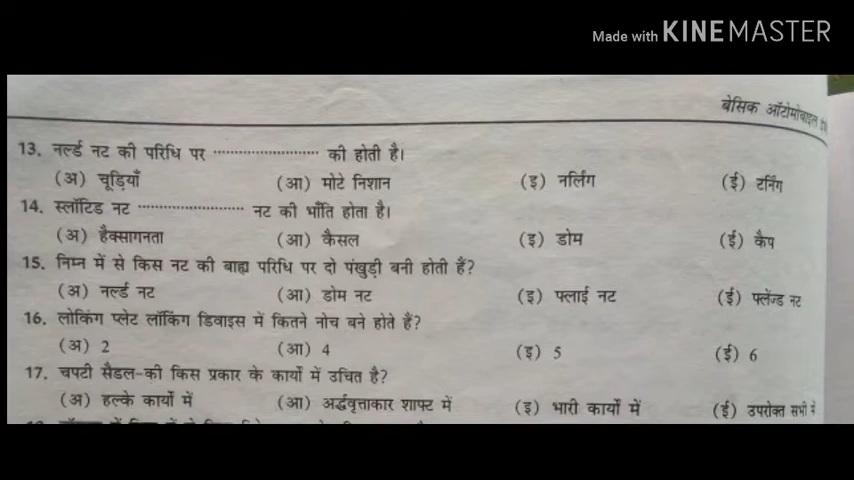 Made with KINEMASTER
बेसिक ऑटोमोबाइल
13. नर्ल्ड नट की परिधि पर ........................ की होती है।
(अ) चूड़ियाँ (आ) मोटे निशान (इ) नर्लिंग (ई) टर्निंग
14. स्लॉटिड नट ........................ नट की भाँति होता है।
(अ) हैक्सागनता (आ) कैसल (इ) डोम (ई) कैप
15. निम्न में से किस नट की बाह्य परिधि पर दो पंखुड़ी बनी होती हैं?
(अ) नर्ल्ड नट (आ) डोम नट (इ) फ्लाई नट (ई) फ्लेंज्ड नट
16. लोकिंग प्लेट लॉकिंग डिवाइस में कितने नोच बने होते हैं?
(अ) 2 (आ) 4 (इ) 5 (ई) 6
17. चपटी सैडल-की किस प्रकार के कार्यों में उचित है?
(अ) हल्के कार्यों में (आ) अर्द्धवृत्ताकार शाफ्ट में (इ) भारी कार्यों में (ई) उपरोक्त सभी में